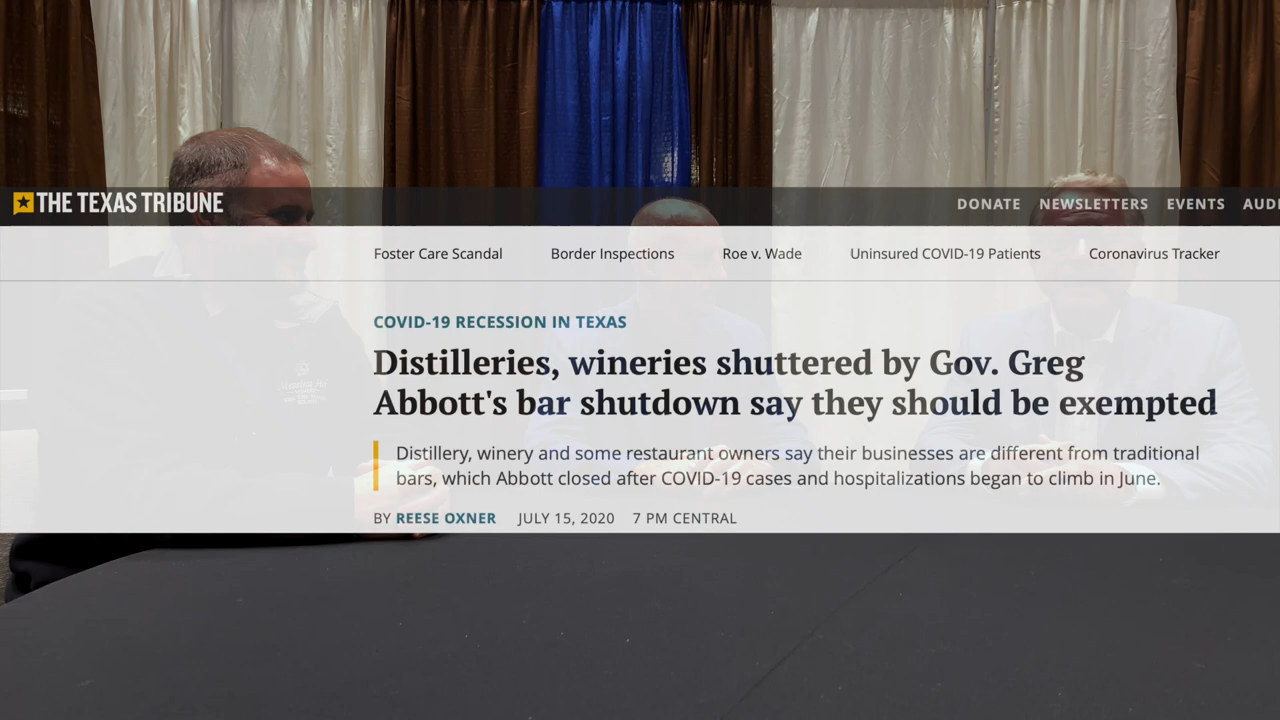 THE TEXAS TRIBUNE
DONATE NEWSLETTERS EVENTS
Foster Care Scandal Border Inspections Roe v. Wade Uninsured COVID-19 Patients Coronavirus Tracker
COVID-19 RECESSION IN TEXAS
Distilleries, wineries shuttered by Gov. Greg
Abbott's bar shutdown say they should be exempted
Distillery, winery and some restaurant owners say their businesses are different from traditional
bars, which Abbott closed after COVID-19 cases and hospitalizations began to climb in June.
BY REESE OXNER JULY 15, 2020 7 PM CENTRAL